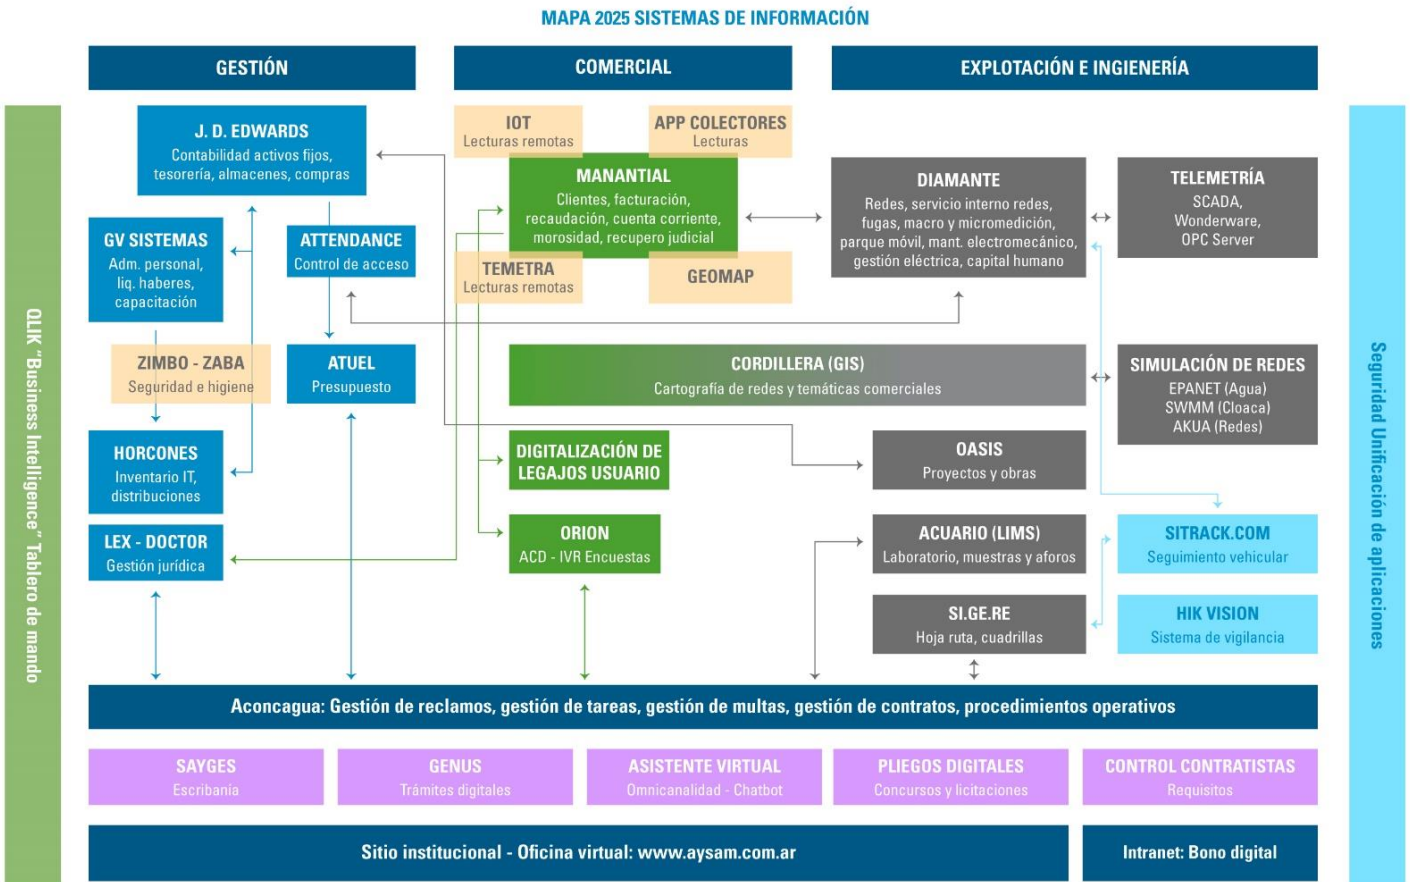 MAPA 2025 SISTEMAS DE INFORMACIÓN
GESTIÓN
COMERCIAL
EXPLOTACIÓN E INGIENERÍA
QLIK “Business Intelligence” Tablero de mando
J. D. EDWARDS
Contabilidad activos fijos,
tesorería, almacenes, compras
GV SISTEMAS
Adm. personal,
liq. haberes,
capacitación
ATTENDANCE
Control de acceso
ZIMBO - ZABA
Seguridad e higiene
ATUEL
Presupuesto
HORCONES
Inventario IT,
distribuciones
LEX - DOCTOR
Gestión jurídica
IOT
Lecturas remotas
APP COLECTORES
Lecturas
MANANTIAL
Clientes, facturación,
recaudación, cuenta corriente,
morosidad, recupero judicial
TEMETRA
Lecturas remotas
GEOMAP
DIAMANTE
Redes, servicio interno redes,
fugas, macro y micromedición,
parque móvil, mant. electromecánico,
gestión eléctrica, capital humano
TELEMETRÍA
SCADA,
Wonderware,
OPC Server
CORDILLERA (GIS)
Cartografía de redes y temáticas comerciales
SIMULACIÓN DE REDES
EPANET (Agua)
SWMM (Cloaca)
AKUA (Redes)
DIGITALIZACIÓN DE
LEGAJOS USUARIO
OASIS
Proyectos y obras
ORION
ACD - IVR Encuestas
ACUARIO (LIMS)
Laboratorio, muestras y aforos
SITRACK.COM
Seguimiento vehicular
SI.GE.RE
Hoja ruta, cuadrillas
HIK VISION
Sistema de vigilancia
Seguridad Unificación de aplicaciones
Aconcagua: Gestión de reclamos, gestión de tareas, gestión de multas, gestión de contratos, procedimientos operativos
SAYGES
Escribanía
GENUS
Trámites digitales
ASISTENTE VIRTUAL
Omnicanalidad - Chatbot
PLIEGOS DIGITALES
Concursos y licitaciones
CONTROL CONTRATISTAS
Requisitos
Sitio institucional - Oficina virtual: www.aysam.com.ar
Intranet: Bono digital